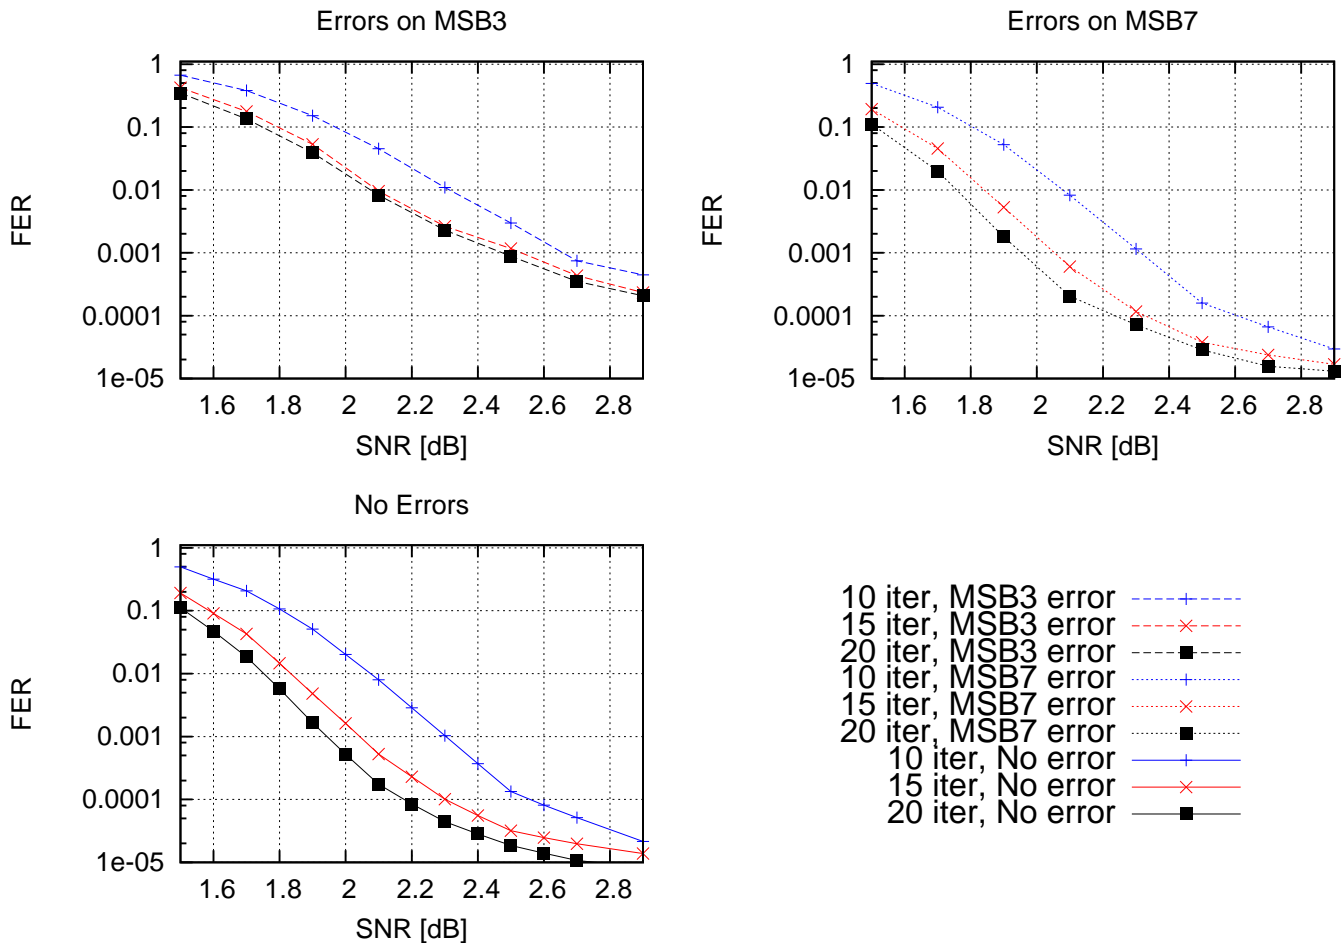 Errors on MSB3
1
0.1
0.01
0.001
0.0001
1e-05
FER
1.6 1.8 2 2.2 2.4 2.6 2.8
SNR [dB]
Errors on MSB7
1
0.1
0.01
0.001
0.0001
1e-05
FER
1.6 1.8 2 2.2 2.4 2.6 2.8
SNR [dB]
No Errors
1
0.1
0.01
0.001
0.0001
1e-05
FER
1.6 1.8 2 2.2 2.4 2.6 2.8
SNR [dB]
10 iter, MSB3 error
15 iter, MSB3 error
20 iter, MSB3 error
10 iter, MSB7 error
15 iter, MSB7 error
20 iter, MSB7 error
10 iter, No error
15 iter, No error
20 iter, No error